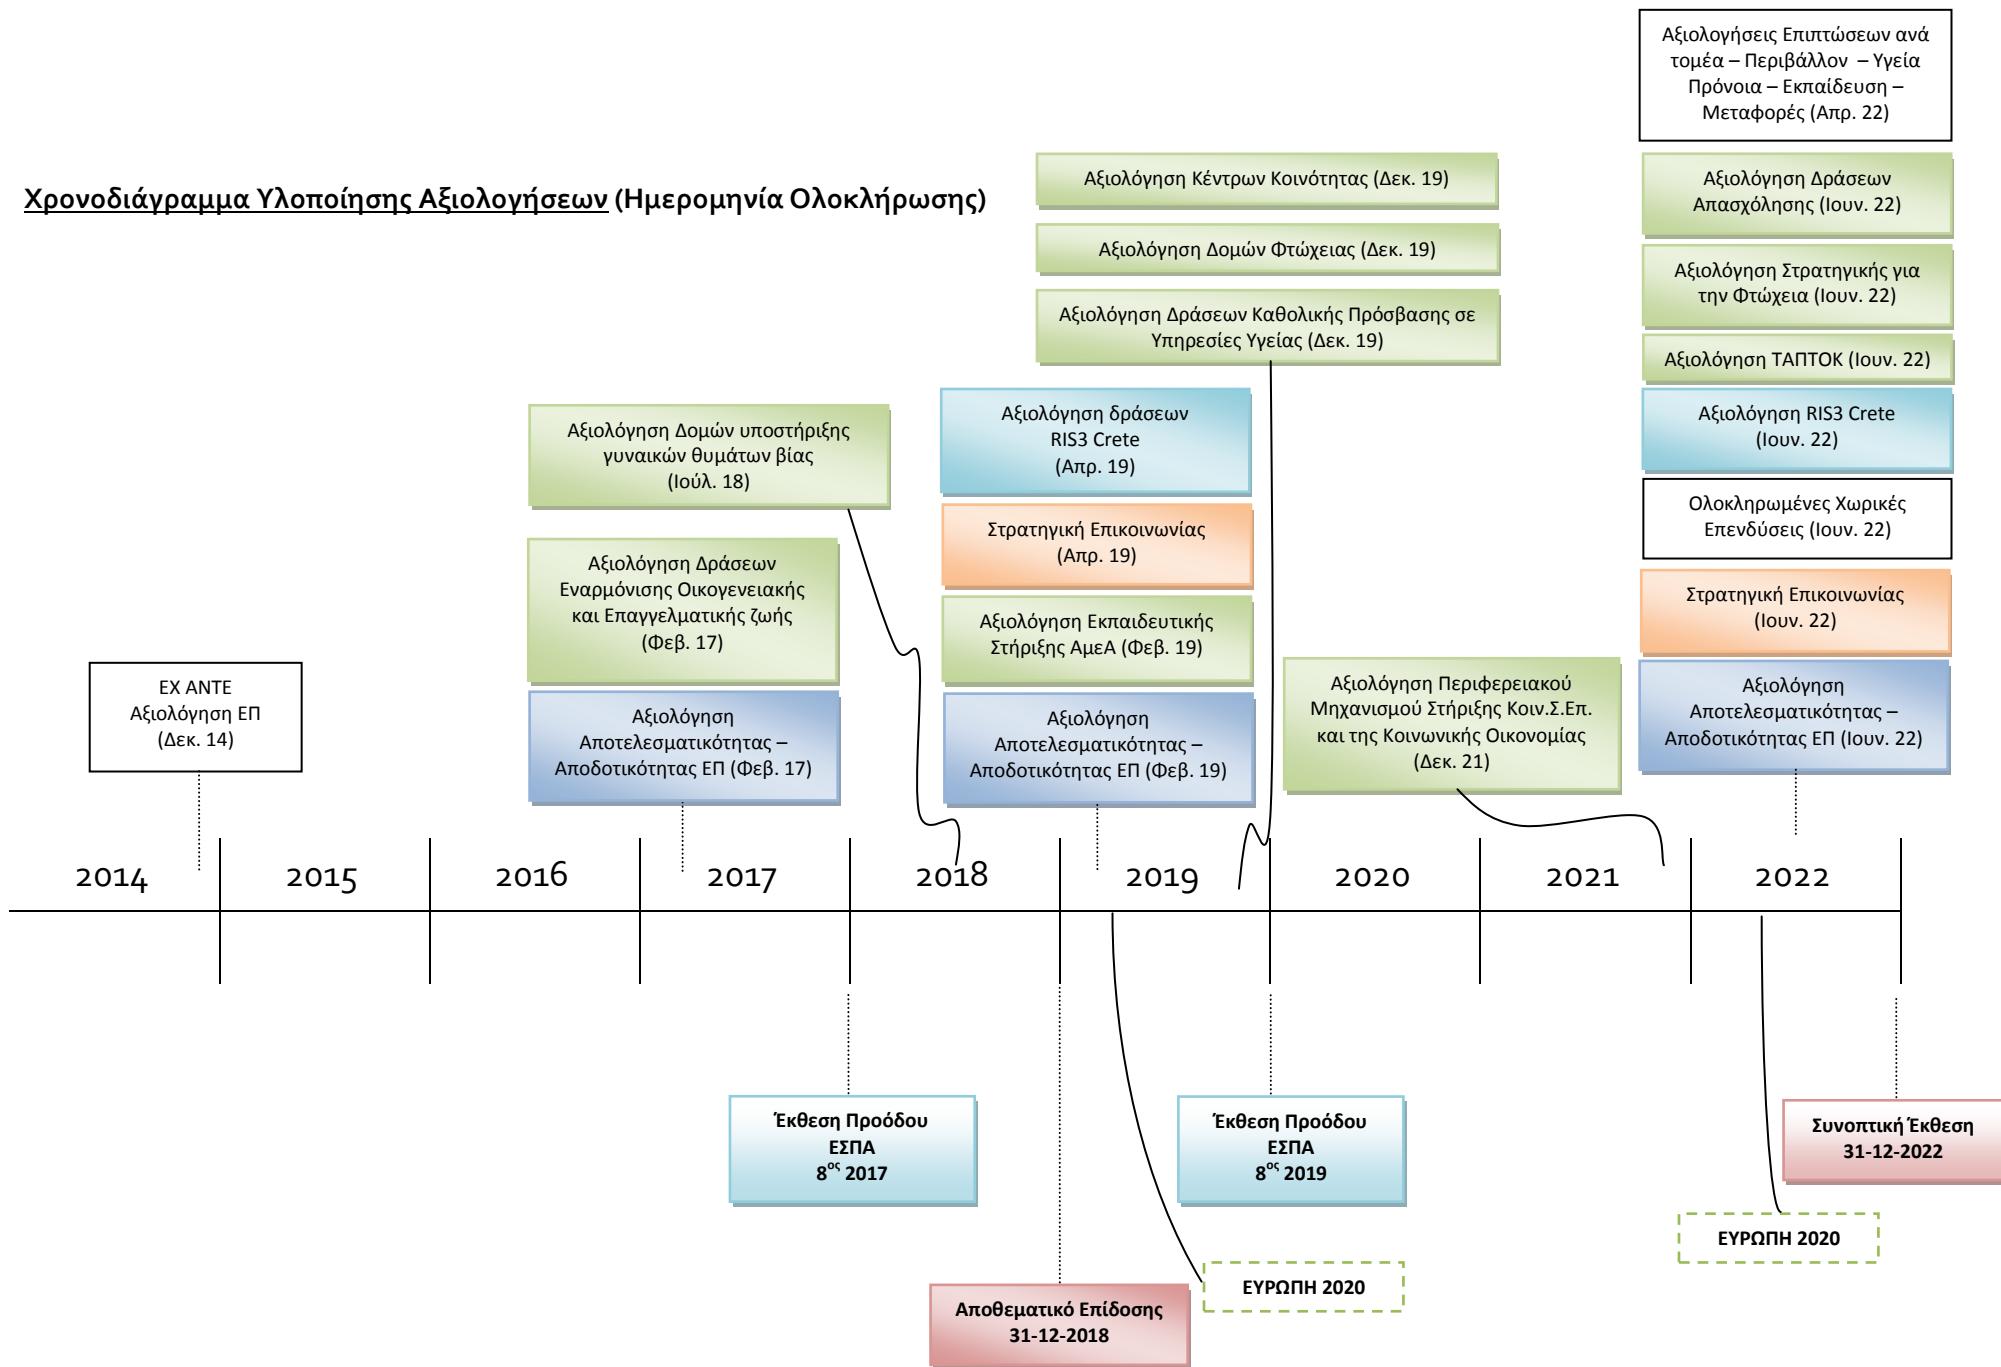 Χρονοδιάγραμμα Υλοποίησης Αξιολογήσεων (Ημερομηνία Ολοκλήρωσης)
Αξιολογήσεις Επιπτώσεων ανά
τομέα – Περιβάλλον – Υγεία
Πρόνοια – Εκπαίδευση –
Μεταφορές (Απρ. 22)
Αξιολόγηση Κέντρων Κοινότητας (Δεκ. 19)
Αξιολόγηση Δομών Φτώχειας (Δεκ. 19)
Αξιολόγηση Δράσεων Καθολικής Πρόσβασης σε
Υπηρεσίες Υγείας (Δεκ. 19)
Αξιολόγηση Δράσεων
Απασχόλησης (Ιουν. 22)
Αξιολόγηση Στρατηγικής για
την Φτώχεια (Ιουν. 22)
Αξιολόγηση ΤΑΠΤΟΚ (Ιουν. 22)
Αξιολόγηση RIS3 Crete
(Ιουν. 22)
Ολοκληρωμένες Χωρικές
Επενδύσεις (Ιουν. 22)
Στρατηγική Επικοινωνίας
(Ιουν. 22)
Αξιολόγηση
Αποτελεσματικότητας –
Αποδοτικότητας ΕΠ (Ιουν. 22)
Αξιολόγηση Δομών υποστήριξης
γυναικών θυμάτων βίας
(Ιούλ. 18)
Αξιολόγηση Δράσεων
Εναρμόνισης Οικογενειακής
και Επαγγελματικής ζωής
(Φεβ. 17)
Αξιολόγηση
Αποτελεσματικότητας –
Αποδοτικότητας ΕΠ (Φεβ. 17)
Αξιολόγηση δράσεων
RIS3 Crete
(Απρ. 19)
Στρατηγική Επικοινωνίας
(Απρ. 19)
Αξιολόγηση Εκπαιδευτικής
Στήριξης ΑμεΑ (Φεβ. 19)
Αξιολόγηση
Αποτελεσματικότητας –
Αποδοτικότητας ΕΠ (Φεβ. 19)
Αξιολόγηση Περιφερειακού
Μηχανισμού Στήριξης Κοιν.Σ.Επ.
και της Κοινωνικής Οικονομίας
(Δεκ. 21)
EX ANTE
Αξιολόγηση ΕΠ
(Δεκ. 14)
2014 2015 2016 2017 2018 2019 2020 2021 2022
Έκθεση Προόδου
ΕΣΠΑ
8ος 2017
Έκθεση Προόδου
ΕΣΠΑ
8ος 2019
Συνοπτική Έκθεση
31-12-2022
ΕΥΡΩΠΗ 2020
ΕΥΡΩΠΗ 2020
Αποθεματικό Επίδοσης
31-12-2018